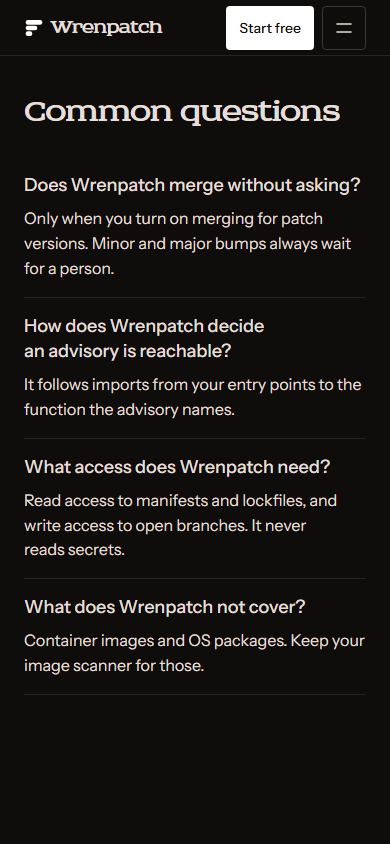 Wrenpatch
Start free
Common questions
Does Wrenpatch merge without asking?
Only when you turn on merging for patch
versions. Minor and major bumps always wait
for a person.
How does Wrenpatch decide
an advisory is reachable?
It follows imports from your entry points to the
function the advisory names.
What access does Wrenpatch need?
Read access to manifests and lockfiles, and
write access to open branches. It never
reads secrets.
What does Wrenpatch not cover?
Container images and OS packages. Keep your
image scanner for those.